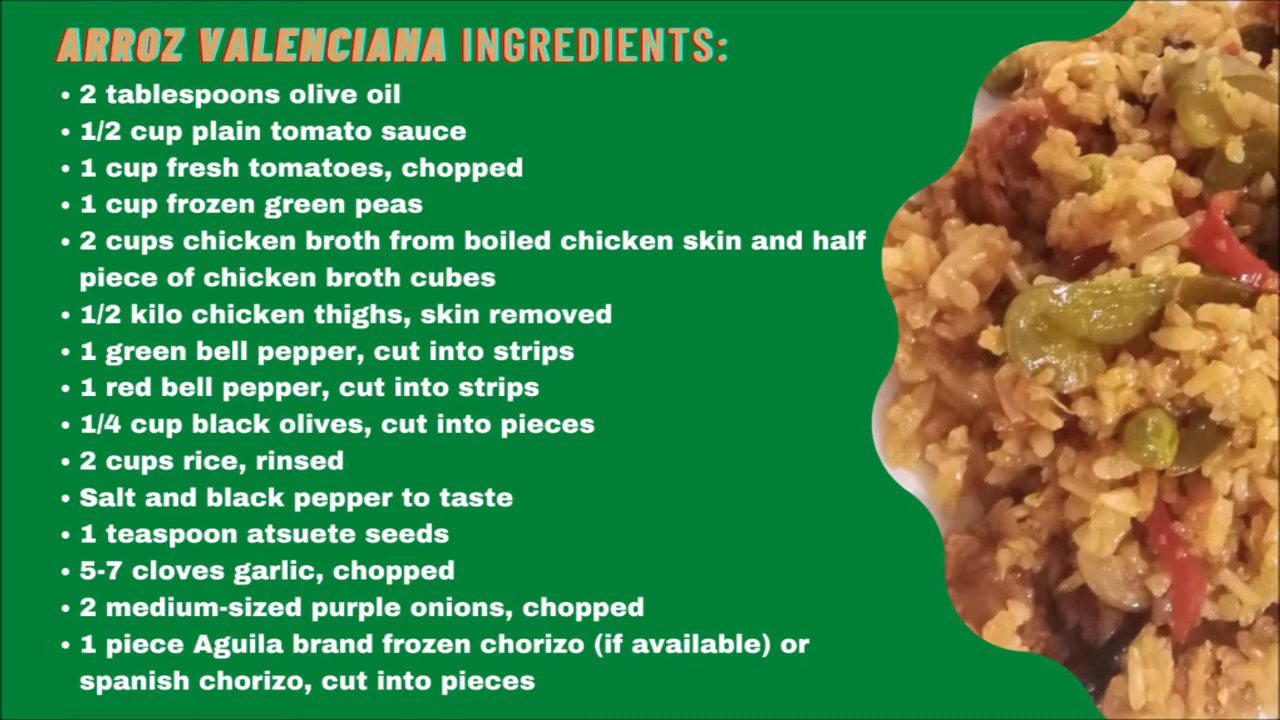 ARROZ VALENCIANA INGREDIENTS:
• 2 tablespoons olive oil
• 1/2 cup plain tomato sauce
• 1 cup fresh tomatoes, chopped
• 1 cup frozen green peas
• 2 cups chicken broth from boiled chicken skin and half
piece of chicken broth cubes
• 1/2 kilo chicken thighs, skin removed
• 1 green bell pepper, cut into strips
• 1 red bell pepper, cut into strips
• 1/4 cup black olives, cut into pieces
• 2 cups rice, rinsed
• Salt and black pepper to taste
• 1 teaspoon atsuete seeds
• 5-7 cloves garlic, chopped
• 2 medium-sized purple onions, chopped
• 1 piece Aguila brand frozen chorizo (if available) or
spanish chorizo, cut into pieces